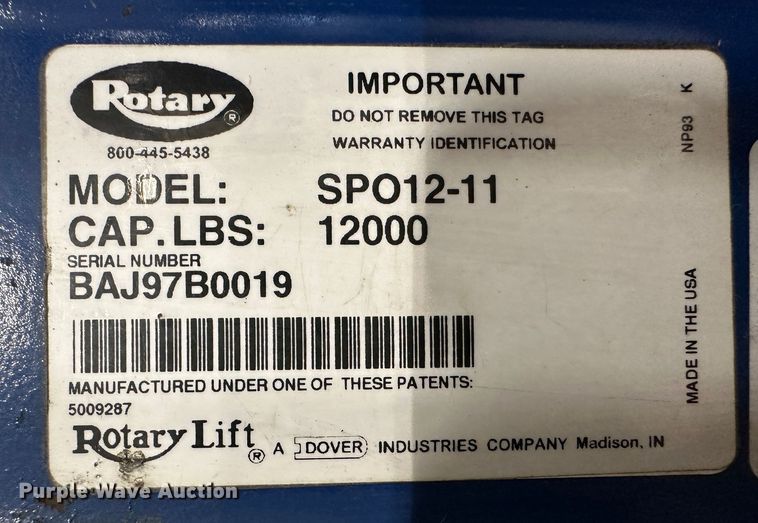 Rotary ®
800-445-5438
IMPORTANT
DO NOT REMOVE THIS TAG
WARRANTY IDENTIFICATION
MODEL: SPO12-11
CAP. LBS: 12000
SERIAL NUMBER
BAJ97B0019
MANUFACTURED UNDER ONE OF THESE PATENTS:
5009287
Rotary Lift ® A DOVER INDUSTRIES COMPANY Madison, IN
NP93 K
MADE IN THE USA
Purple Wave Auction